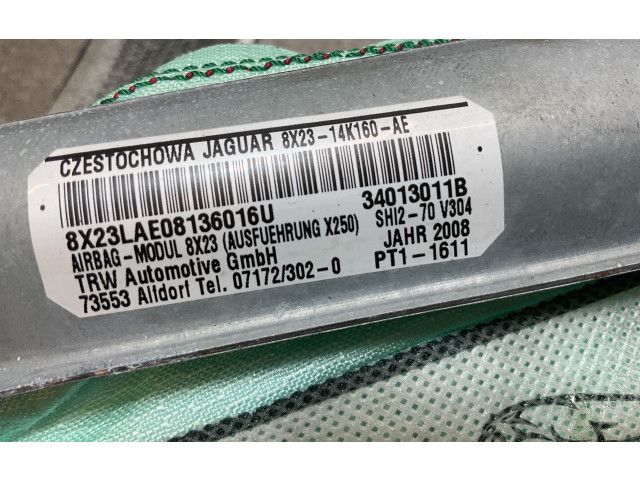 CZESTOCHOWA JAGUAR 8X23-14K160-AE
8X23LAE08136016U 34013011B
AIRBAG-MODUL 8X23 (AUSFUEHRUNG X250) SHI2-70 V304
TRW Automotive GmbH JAHR 2008
73553 Alldorf Tel. 07172/302-0 PT1-1611